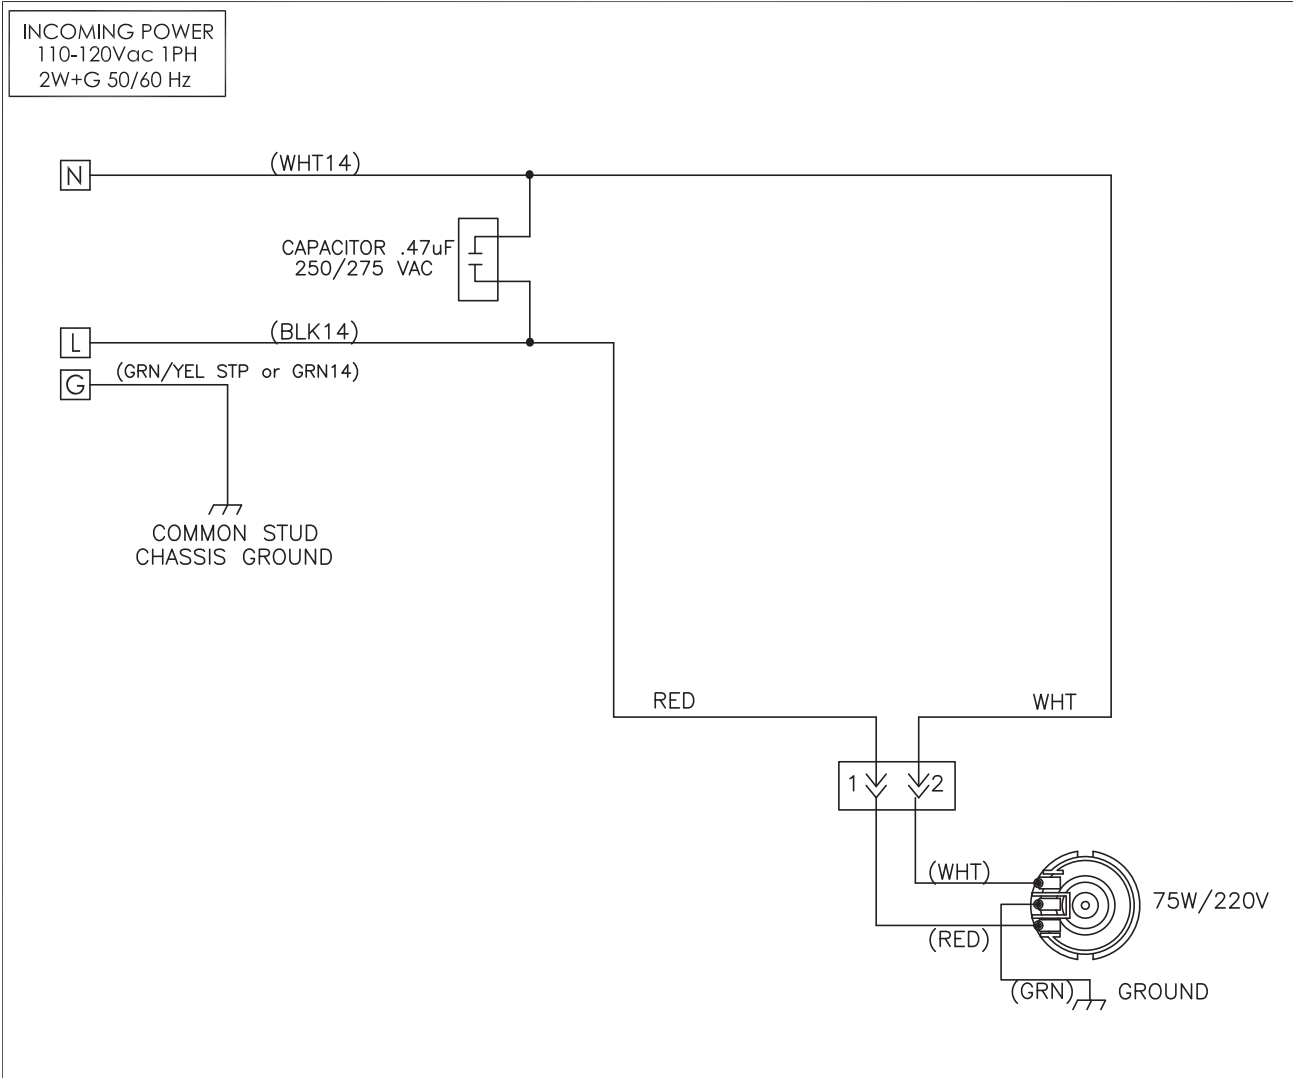 INCOMING POWER
110-120Vac 1PH
2W+G 50/60 Hz
N
(WHT14)
CAPACITOR .47uF
250/275 VAC
L
(BLK14)
G
(GRN/YEL STP or GRN14)
COMMON STUD
CHASSIS GROUND
RED
WHT
1
2
(WHT)
75W/220V
(RED)
(GRN)
GROUND